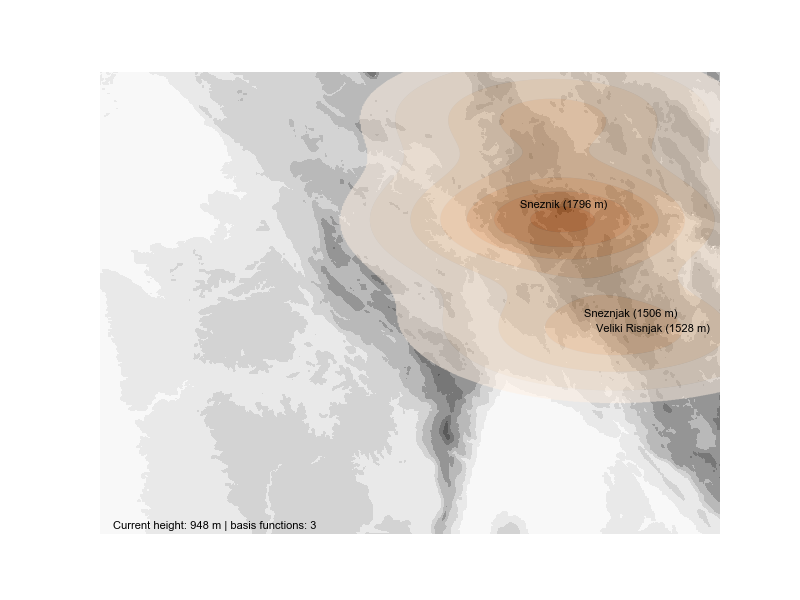 Sneznik (1796 m)
Sneznjak (1506 m)
Veliki Risnjak (1528 m)
Current height: 948 m | basis functions: 3